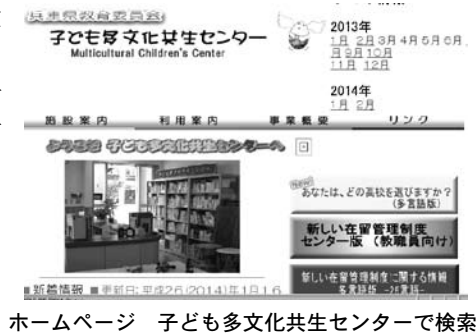 兵庫県教育委員会
子ども多文化共生センター
Multicultural Children's Center
2013年
1月 2月 3月 4月 5月 6月
9月 10月
11月 12月
2014年
1月 2月
施設案内 利用案内 事業概要 リンク
ようこそ 子ども多文化共生センターへ
あなたは、どの高校を選びますか?
(多言語版)
新しい在留管理制度
センター版 (教職員向け)
新しい在留管理制度に関する情報
多言語版
■新着情報 ■更新日:平成26(2014)年1月16
ホームページ 子ども多文化共生センターで検索